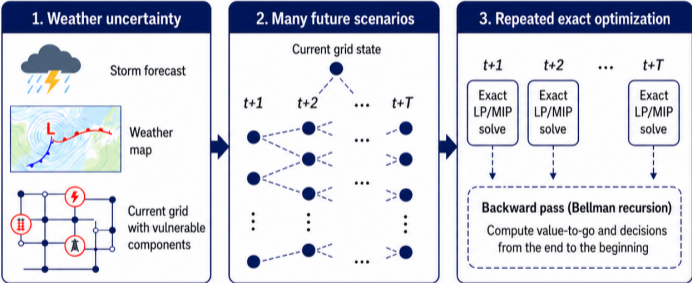 1. Weather uncertainty
Storm forecast
L
Weather
map
Current grid
with vulnerable
components
2. Many future scenarios
Current grid state
t+1 t+2 ... t+T
...
...
...
3. Repeated exact optimization
t+1 t+2 ... t+T
Exact
LP/MIP
solve
Exact
LP/MIP
solve
Exact
LP/MIP
solve
Backward pass (Bellman recursion)
Compute value-to-go and decisions
from the end to the beginning